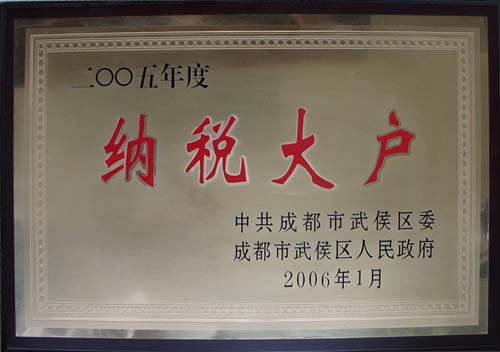 二〇〇五年度
纳税大户
中共成都市武侯区委
成都市武侯区人民政府
2006年1月